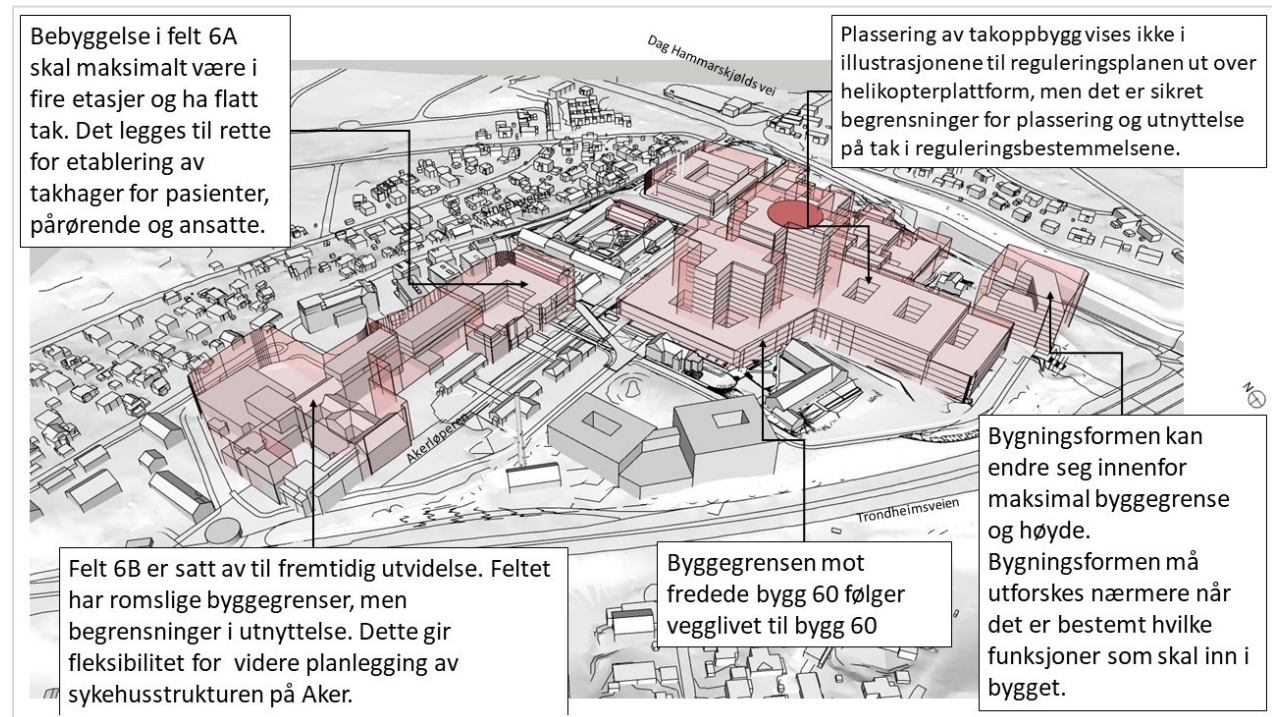 Bebyggelse i felt 6A
skal maksimalt være i
fire etasjer og ha flatt
tak. Det legges til rette
for etablering av
takhager for pasienter,
pårørende og ansatte.
Dag Hammarskjølds vei
Plassering av takoppbygg vises ikke i
illustrasjonene til reguleringsplanen ut over
helikopterplattform, men det er sikret
begrensninger for plassering og utnyttelse
på tak i reguleringsbestemmelsene.
N
Akerløperen
Trondheimsveien
Felt 6B er satt av til fremtidig utvidelse. Feltet
har romslige byggegrenser, men
begrensninger i utnyttelse. Dette gir
fleksibilitet for  videre planlegging av
sykehusstrukturen på Aker.
Byggegrensen mot
fredede bygg 60 følger
vegglivet til bygg 60
Bygningsformen kan
endre seg innenfor
maksimal byggegrense
og høyde.
Bygningsformen må
utforskes nærmere når
det er bestemt hvilke
funksjoner som skal inn i
bygget.